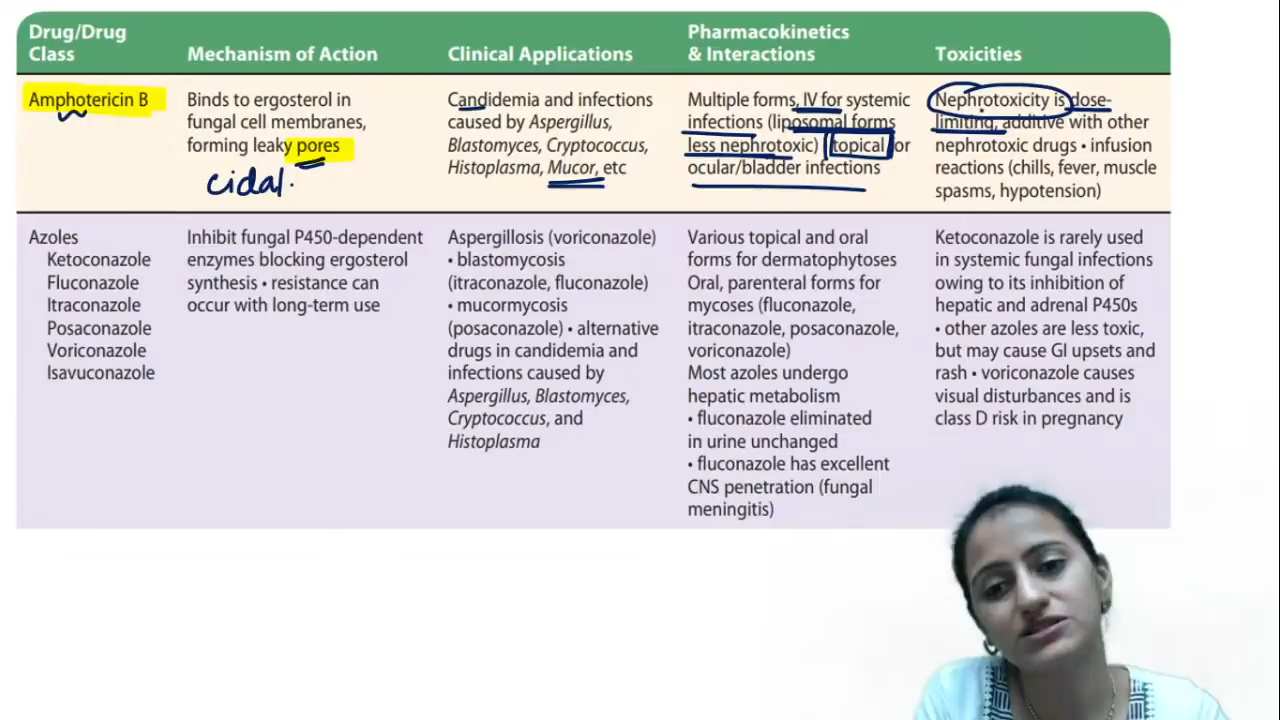 Drug/Drug Class
Mechanism of Action
Clinical Applications
Pharmacokinetics & Interactions
Toxicities
Amphotericin B
Binds to ergosterol in
fungal cell membranes,
forming leaky pores
cidal.
Candidemia and infections
caused by Aspergillus,
Blastomyces, Cryptococcus,
Histoplasma, Mucor, etc
Multiple forms, IV for systemic
infections (liposomal forms
less nephrotoxic) topical for
ocular/bladder infections
Nephrotoxicity is dose-
limiting, additive with other
nephrotoxic drugs • infusion
reactions (chills, fever, muscle
spasms, hypotension)
Azoles
Ketoconazole
Fluconazole
Itraconazole
Posaconazole
Voriconazole
Isavuconazole
Inhibit fungal P450-dependent
enzymes blocking ergosterol
synthesis • resistance can
occur with long-term use
Aspergillosis (voriconazole)
• blastomycosis
(itraconazole, fluconazole)
• mucormycosis
(posaconazole) • alternative
drugs in candidemia and
infections caused by
Aspergillus, Blastomyces,
Cryptococcus, and
Histoplasma
Various topical and oral
forms for dermatophytoses
Oral, parenteral forms for
mycoses (fluconazole,
itraconazole, posaconazole,
voriconazole)
Most azoles undergo
hepatic metabolism
• fluconazole eliminated
in urine unchanged
• fluconazole has excellent
CNS penetration (fungal
meningitis)
Ketoconazole is rarely used
in systemic fungal infections
owing to its inhibition of
hepatic and adrenal P450s
• other azoles are less toxic,
but may cause GI upsets and
rash • voriconazole causes
visual disturbances and is
class D risk in pregnancy